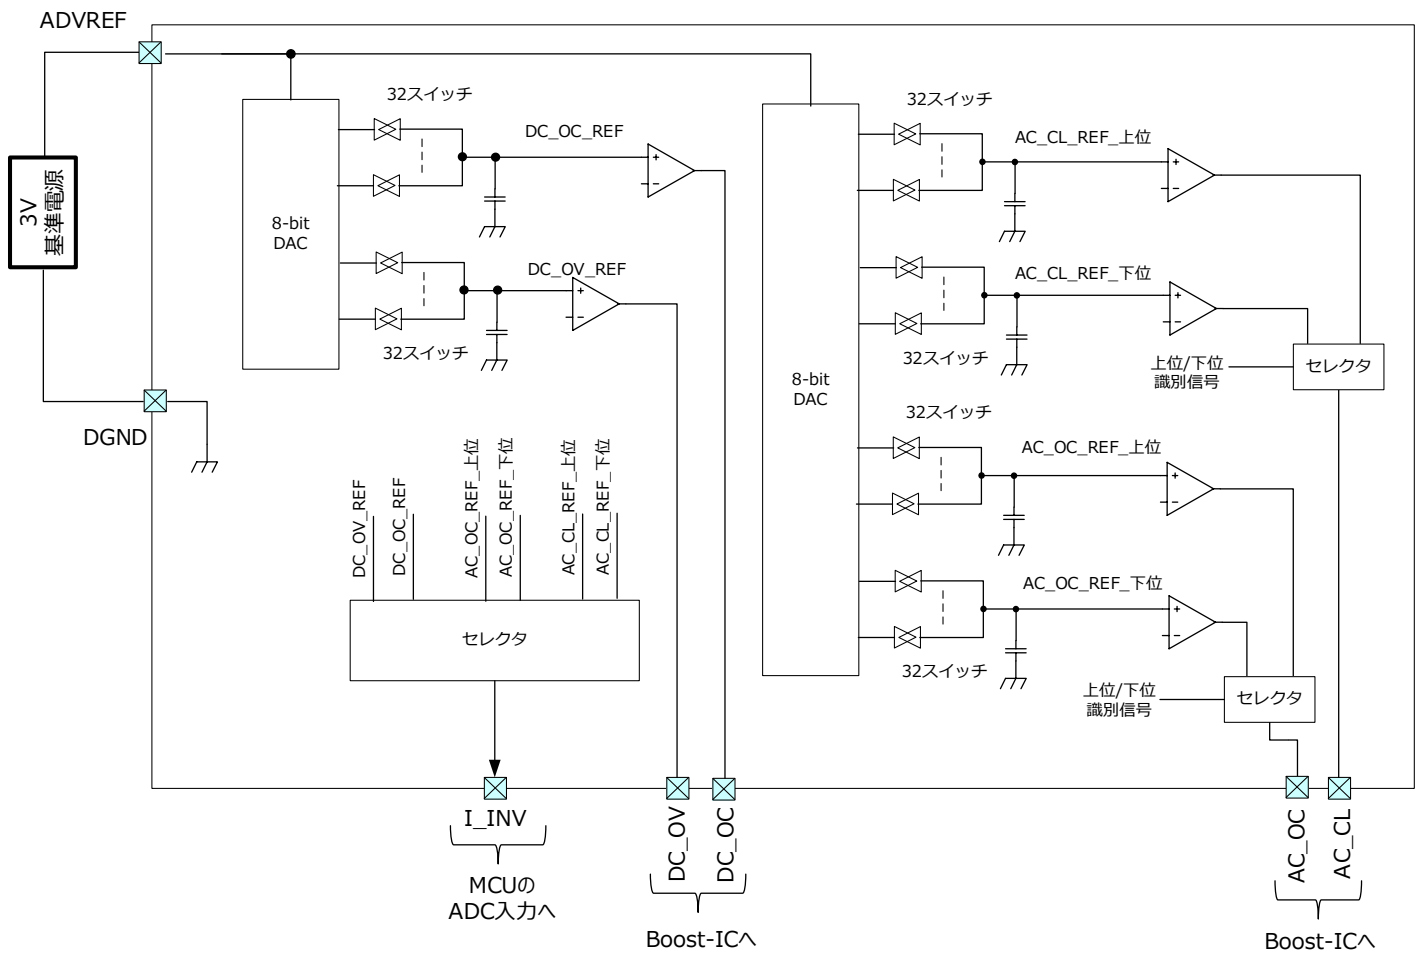 ADVREF
3V
基準電源
DGND
32スイッチ
DC_OC_REF
+
−
8-bit
DAC
DC_OV_REF
+
−
32スイッチ
32スイッチ
AC_CL_REF_上位
+
−
AC_CL_REF_下位
+
−
32スイッチ
上位/下位
識別信号
セレクタ
8-bit
DAC
32スイッチ
AC_OC_REF_上位
+
−
AC_OC_REF_下位
+
−
32スイッチ
上位/下位
識別信号
セレクタ
DC_OV_REF
DC_OC_REF
AC_OC_REF_上位
AC_OC_REF_下位
AC_CL_REF_上位
AC_CL_REF_下位
セレクタ
I_INV
MCUの
ADC入力へ
DC_OV
DC_OC
Boost-ICへ
AC_OC
AC_CL
Boost-ICへ